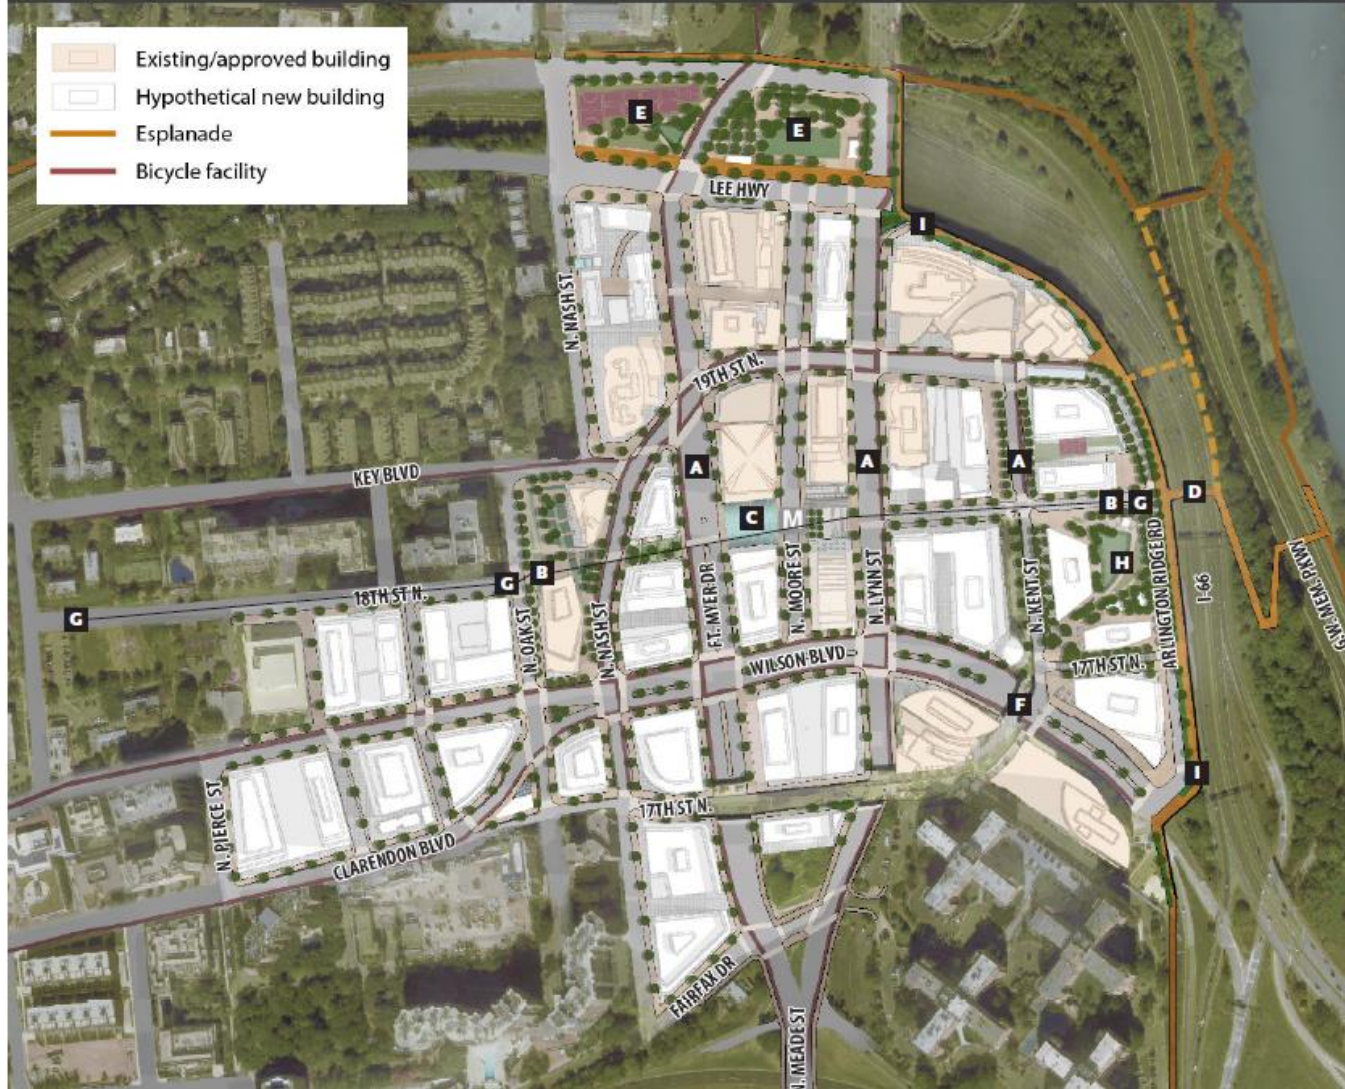 Existing/approved building
Hypothetical new building
Esplanade
Bicycle facility
E
E
LEE HWY
I
N. NASH ST
19TH ST N.
KEY BLVD
A
A
A
C
M
B
G
D
G
B
G
18TH ST N.
N. OAK ST
N. NASH ST
FT. MYER DR
N. MOORE ST
N. LYNN ST
N. KENT ST
H
ARLINGTON RIDGE RD
I-66
G.W. MEM. PKWY
WILSON BLVD
17TH ST N.
F
I
N. PIERCE ST
CLARENDON BLVD
17TH ST N.
FAIRFAX DR
N. MEADE ST